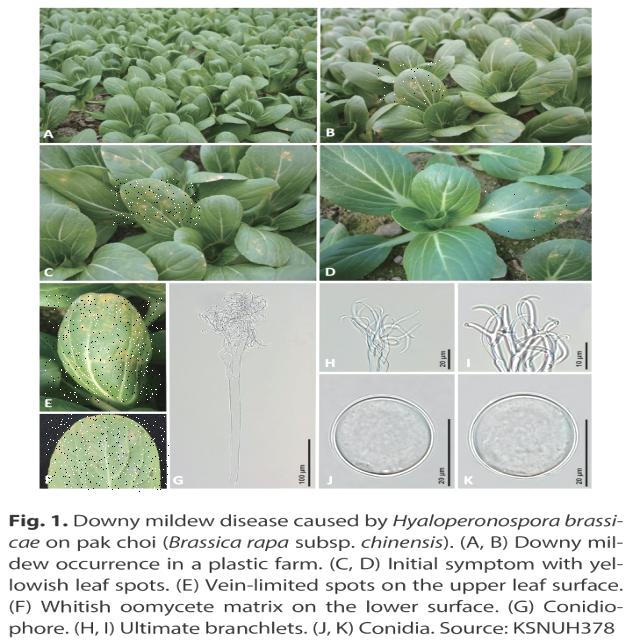 A
B
C
D
E
F
G
100 µm
H
20 µm
I
10 µm
J
20 µm
K
20 µm
Fig. 1. Downy mildew disease caused by Hyaloperonospora brassi-
cae on pak choi (Brassica rapa subsp. chinensis). (A, B) Downy mil-
dew occurrence in a plastic farm. (C, D) Initial symptom with yel-
lowish leaf spots. (E) Vein-limited spots on the upper leaf surface.
(F) Whitish oomycete matrix on the lower surface. (G) Conidio-
phore. (H, I) Ultimate branchlets. (J, K) Conidia. Source: KSNUH378